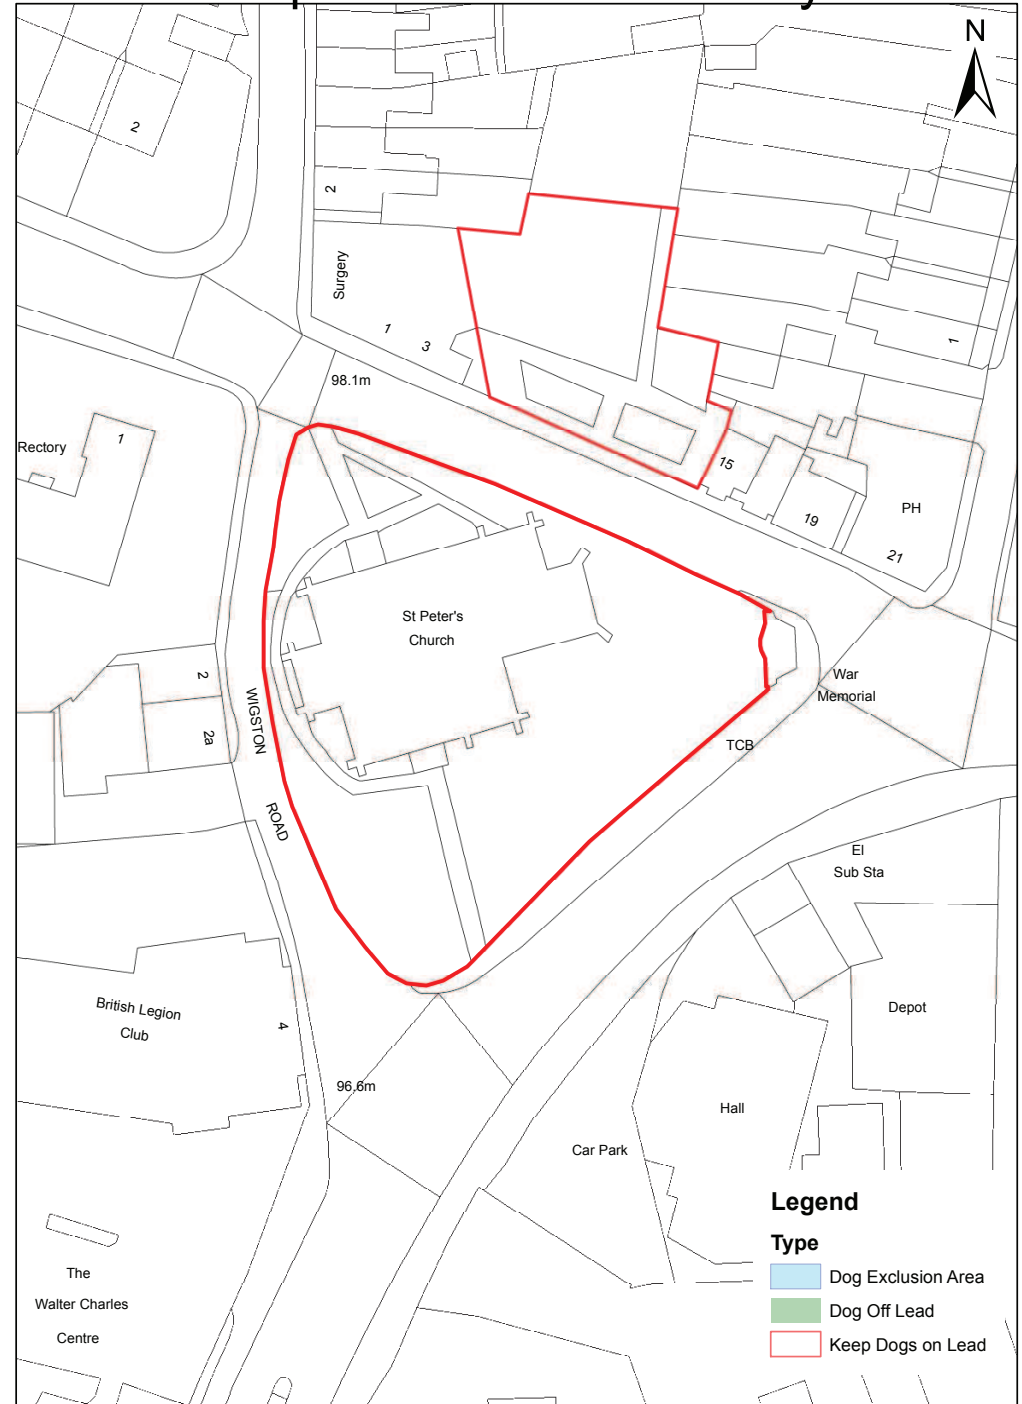 N
2
2
Surgery
1
3
98.1m
1
Rectory
1
15
19
PH
21
St Peter's
Church
War
Memorial
2
2a
WIGSTON
ROAD
TCB
El
Sub Sta
British Legion
Club
4
Depot
96.6m
Hall
Car Park
The
Walter Charles
Centre
Legend
Type
Dog Exclusion Area
Dog Off Lead
Keep Dogs on Lead